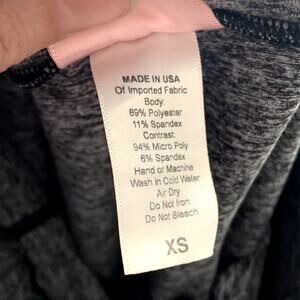 MADE IN USA
Of Imported Fabric
Body:
89% Polyester
11% Spandex
Contrast:
94% Micro Poly
6% Spandex
Hand or Machine
Wash in Cold Water
Air Dry
Do Not Iron
Do Not Bleach
XS